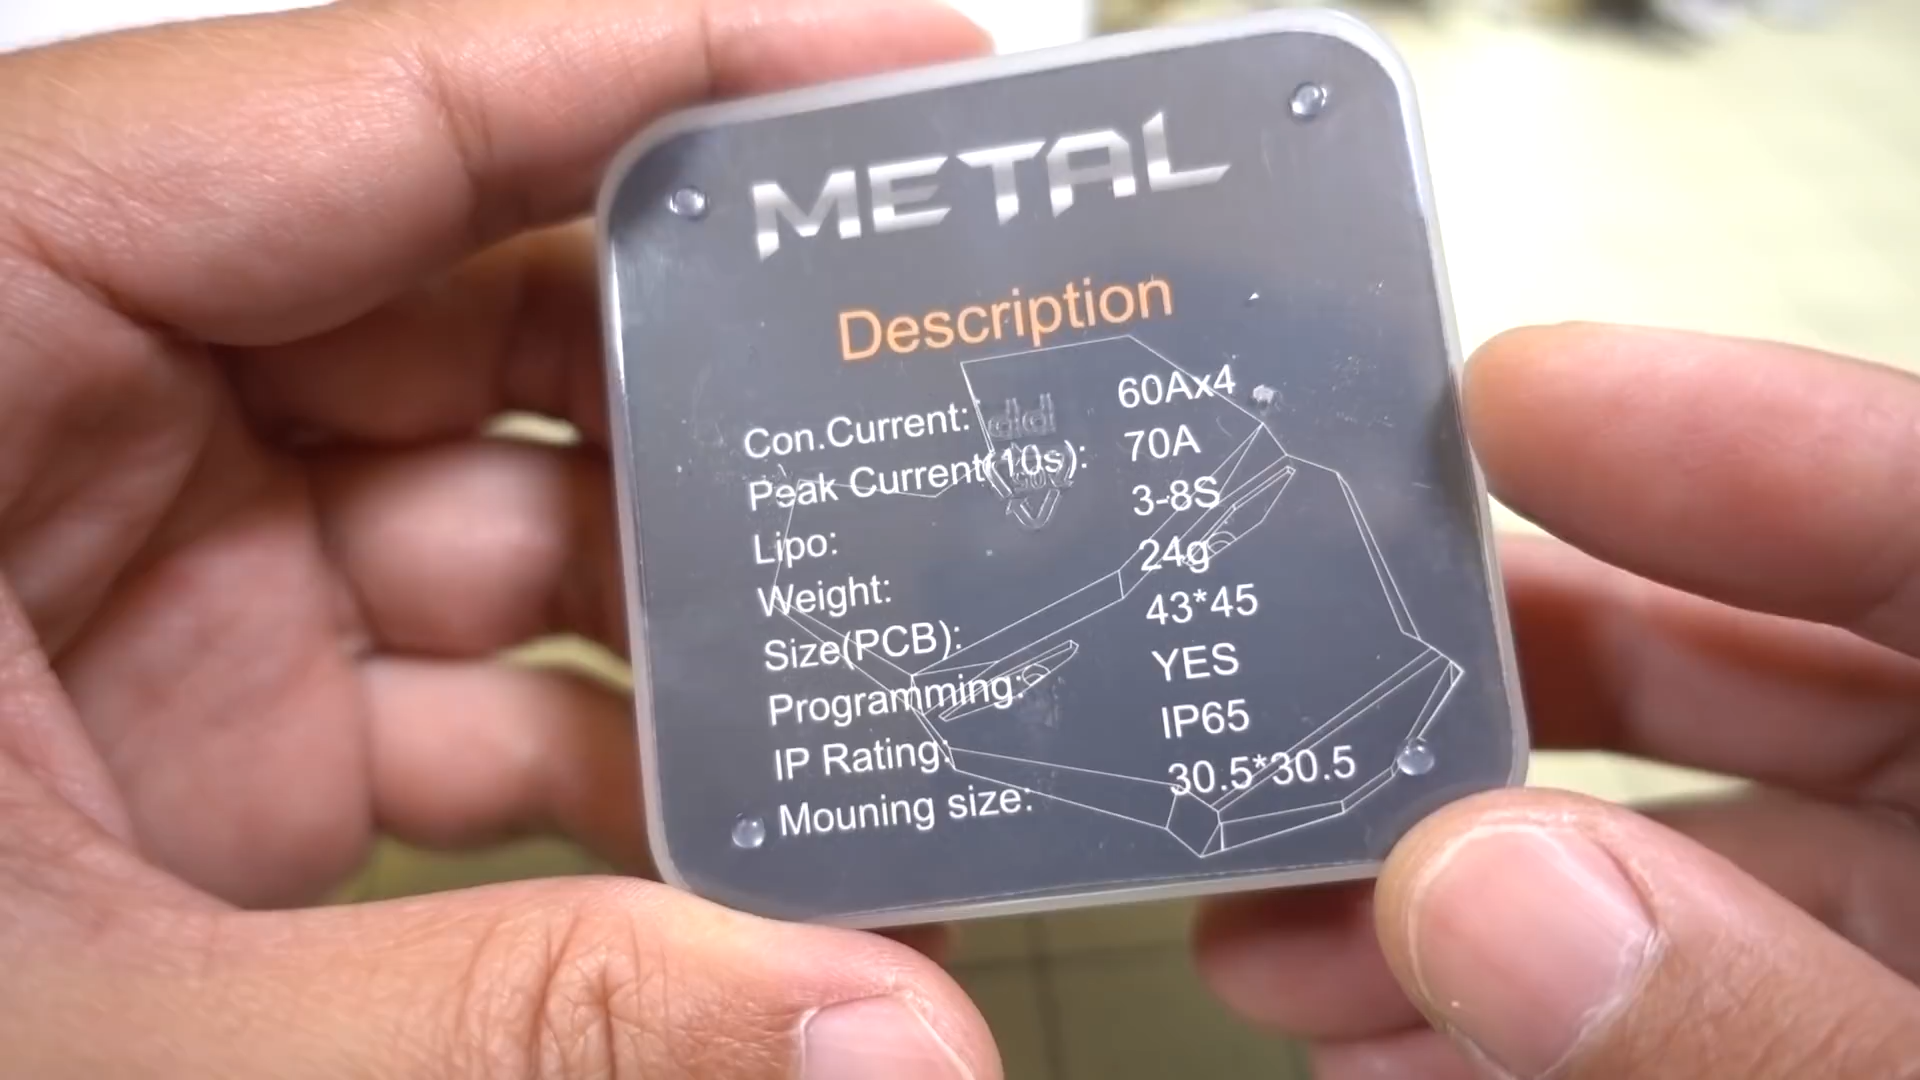 METAL
Description
Con.Current: 60Ax4
Peak Current(10s): 70A
Lipo: 3-8S
Weight: 24g
Size(PCB): 43*45
Programming: YES
IP Rating: IP65
Mouning size: 30.5*30.5